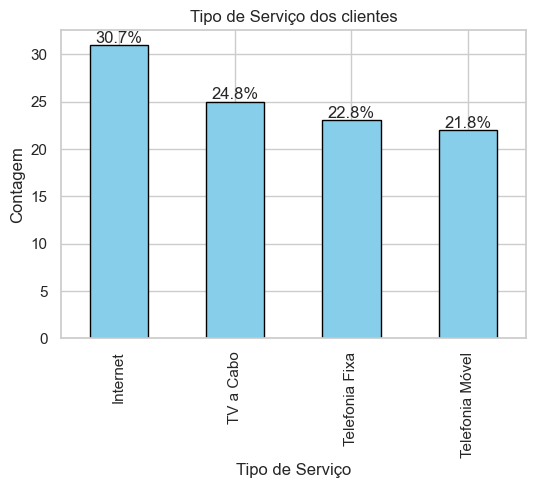 Tipo de Serviço dos clientes
30.7%
24.8%
22.8%
21.8%
30
25
20
15
10
5
0
Contagem
Internet
TV a Cabo
Telefonia Fixa
Telefonia Móvel
Tipo de Serviço